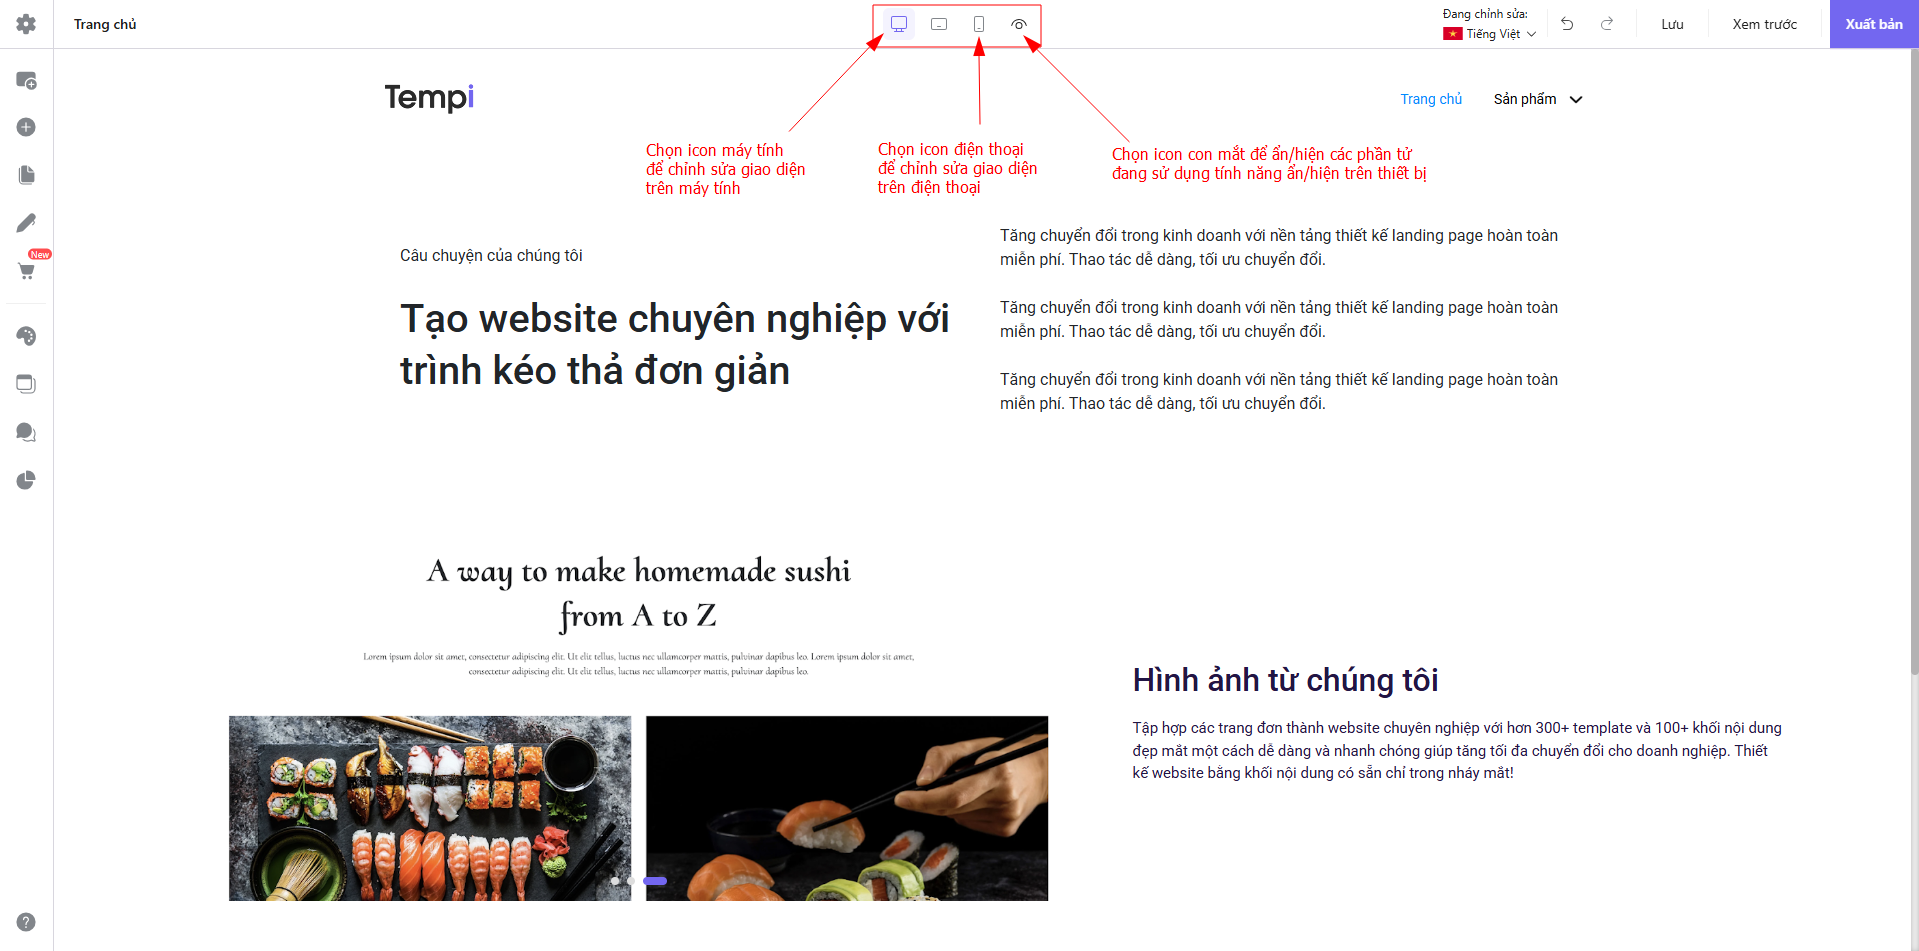 Trang chủ
Đang chỉnh sửa:
Tiếng Việt
Lưu
Xem trước
Xuất bản
New
Tempi
Trang chủ
Sản phẩm
Chọn icon máy tính
để chỉnh sửa giao diện
trên máy tính
Chọn icon điện thoại
để chỉnh sửa giao diện
trên điện thoại
Chọn icon con mắt để ẩn/hiện các phần tử
đang sử dụng tính năng ẩn/hiện trên thiết bị
Câu chuyện của chúng tôi
Tạo website chuyên nghiệp với
trình kéo thả đơn giản
Tăng chuyển đổi trong kinh doanh với nền tảng thiết kế landing page hoàn toàn
miễn phí. Thao tác dễ dàng, tối ưu chuyển đổi.
Tăng chuyển đổi trong kinh doanh với nền tảng thiết kế landing page hoàn toàn
miễn phí. Thao tác dễ dàng, tối ưu chuyển đổi.
Tăng chuyển đổi trong kinh doanh với nền tảng thiết kế landing page hoàn toàn
miễn phí. Thao tác dễ dàng, tối ưu chuyển đổi.
A way to make homemade sushi
from A to Z
Lorem ipsum dolor sit amet, consectetur adipiscing elit. Ut elit tellus, luctus nec ullamcorper mattis, pulvinar dapibus leo. Lorem ipsum dolor sit amet,
consectetur adipiscing elit. Ut elit tellus, luctus nec ullamcorper mattis, pulvinar dapibus leo.
Hình ảnh từ chúng tôi
Tập hợp các trang đơn thành website chuyên nghiệp với hơn 300+ template và 100+ khối nội dung
đẹp mắt một cách dễ dàng và nhanh chóng giúp tăng tối đa chuyển đổi cho doanh nghiệp. Thiết
kế website bằng khối nội dung có sẵn chỉ trong nháy mắt!